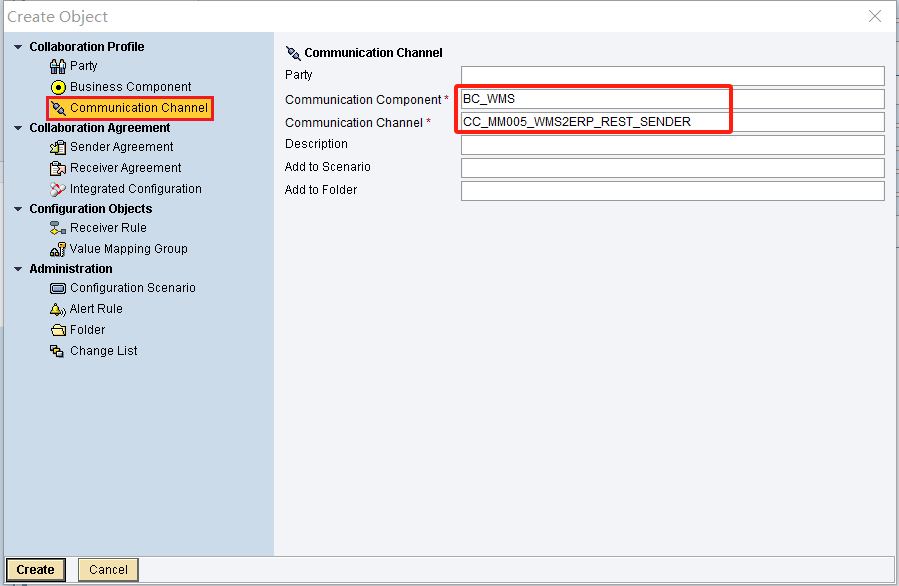 Create Object
Collaboration Profile
Party
Business Component
Communication Channel
Collaboration Agreement
Sender Agreement
Receiver Agreement
Integrated Configuration
Configuration Objects
Receiver Rule
Value Mapping Group
Administration
Configuration Scenario
Alert Rule
Folder
Change List
Communication Channel
Party
Communication Component * BC_WMS
Communication Channel * CC_MM005_WMS2ERP_REST_SENDER
Description
Add to Scenario
Add to Folder
Create Cancel